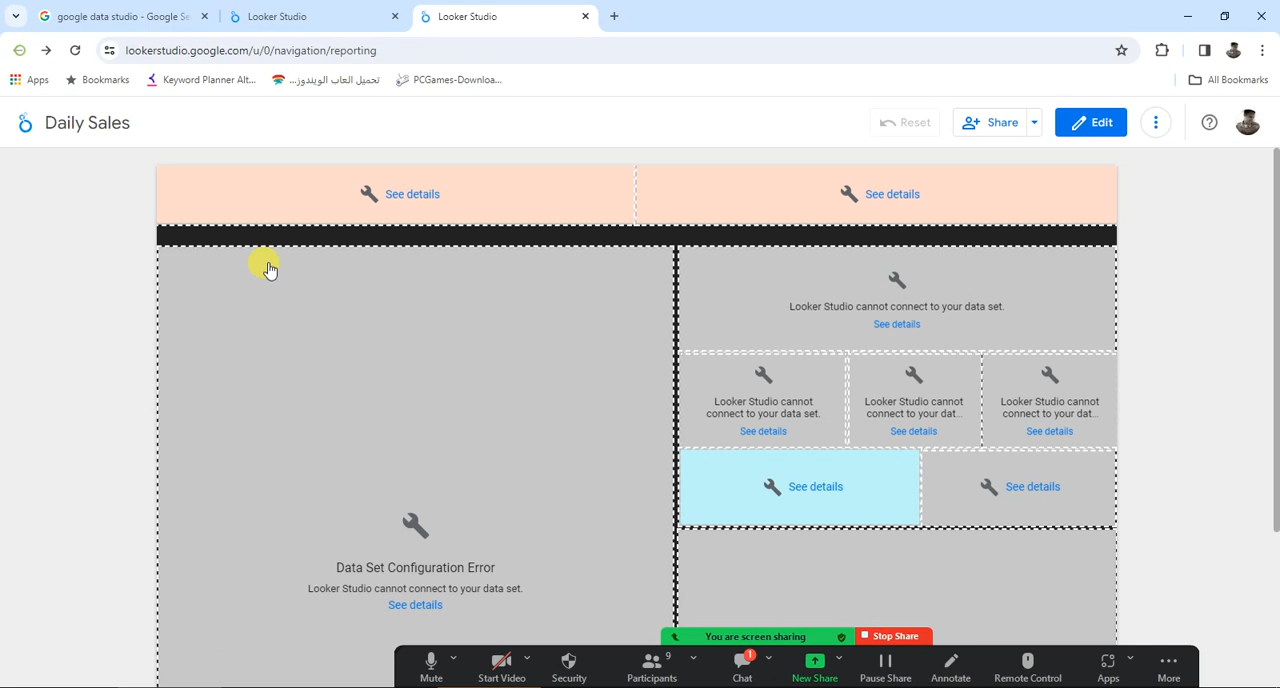 google data studio - Google Se
Looker Studio
Looker Studio
lookerstudio.google.com/u/0/navigation/reporting
Apps
Bookmarks
Keyword Planner Alt...
تحميل العاب الويندوز...
PCGames-Downloa...
All Bookmarks
Daily Sales
Reset
Share
Edit
See details
See details
Looker Studio cannot connect to your data set.
See details
Looker Studio cannot
connect to your data set.
See details
Looker Studio cannot
connect to your dat...
See details
Looker Studio cannot
connect to your dat...
See details
See details
See details
Data Set Configuration Error
Looker Studio cannot connect to your data set.
See details
You are screen sharing
Stop Share
Mute
Start Video
Security
9
Participants
1
Chat
New Share
Pause Share
Annotate
Remote Control
Apps
More